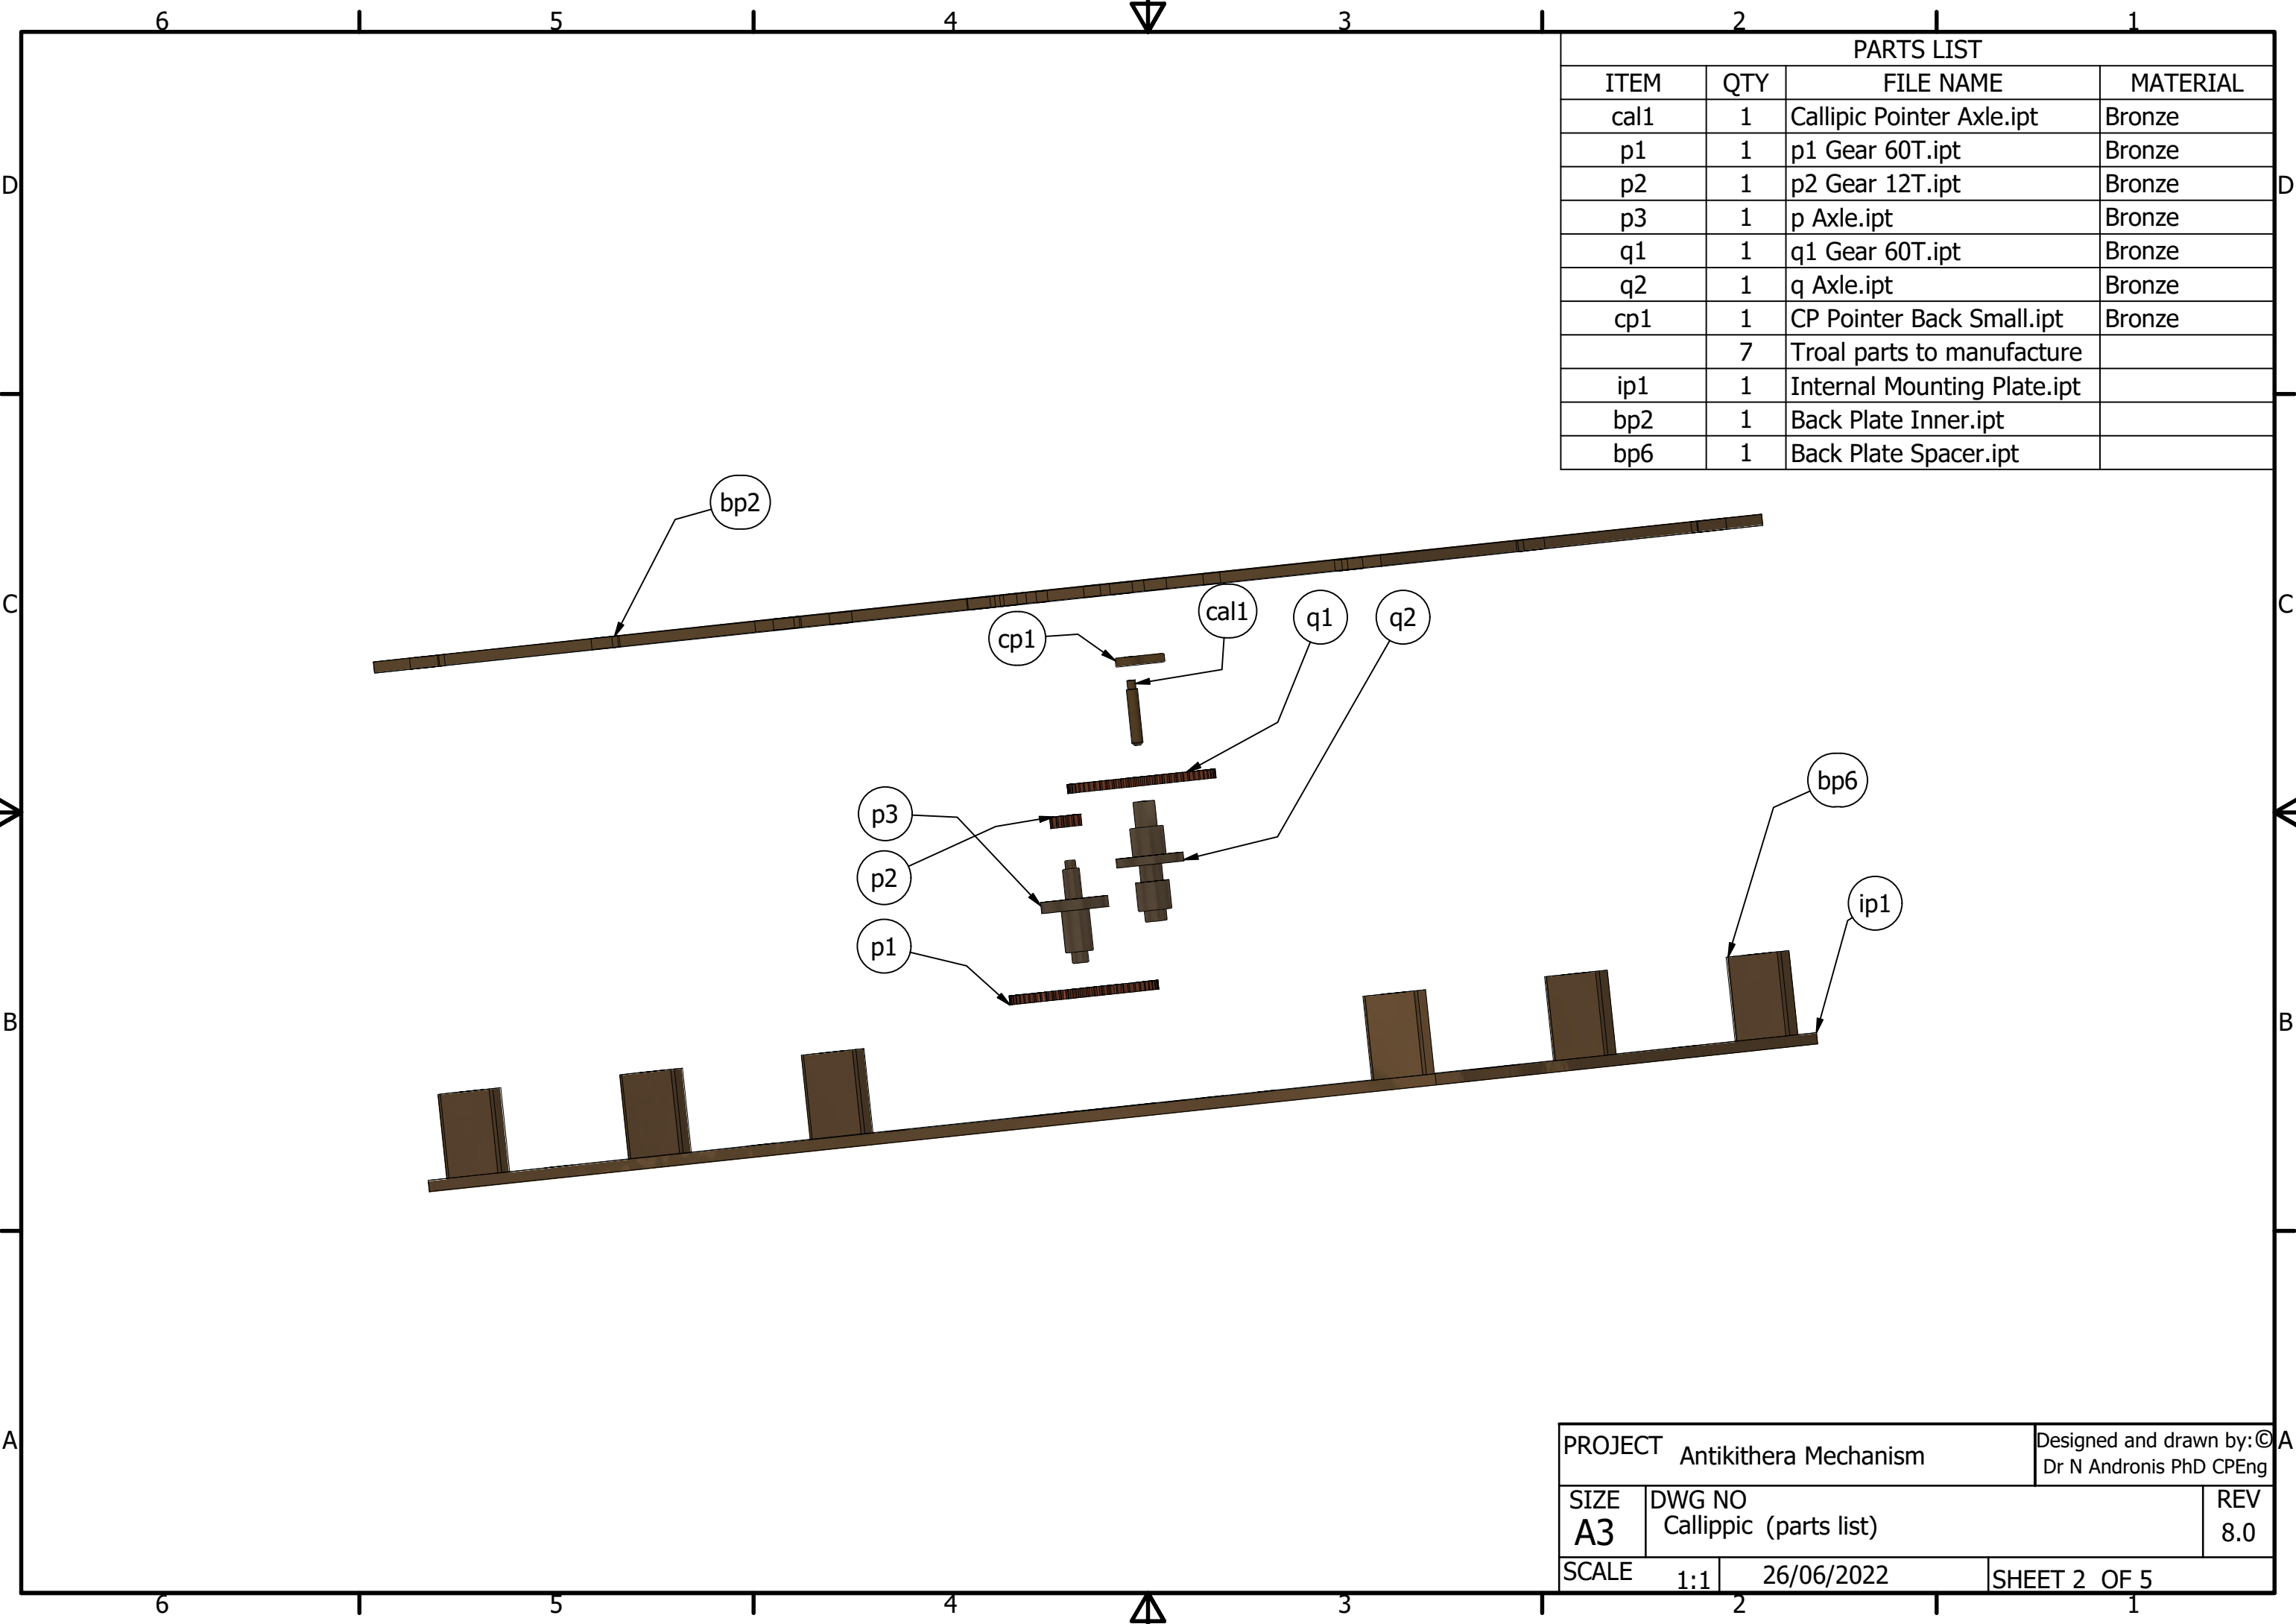 6 5 4 3 2 1
PARTS LIST
ITEM QTY FILE NAME MATERIAL
cal1 1 Callipic Pointer Axle.ipt Bronze
p1 1 p1 Gear 60T.ipt Bronze
p2 1 p2 Gear 12T.ipt Bronze
p3 1 p Axle.ipt Bronze
q1 1 q1 Gear 60T.ipt Bronze
q2 1 q Axle.ipt Bronze
cp1 1 CP Pointer Back Small.ipt Bronze
7 Troal parts to manufacture
ip1 1 Internal Mounting Plate.ipt
bp2 1 Back Plate Inner.ipt
bp6 1 Back Plate Spacer.ipt
D D
bp2
C C
cp1 cal1 q1 q2
bp6
p3
p2
ip1
p1
B B
A A
PROJECT Antikithera Mechanism
Designed and drawn by:©
Dr N Andronis PhD CPEng
SIZE
A3
DWG NO
Callippic (parts list)
REV
8.0
SCALE 1:1 26/06/2022 SHEET 2 OF 5
6 5 4 3 2 1